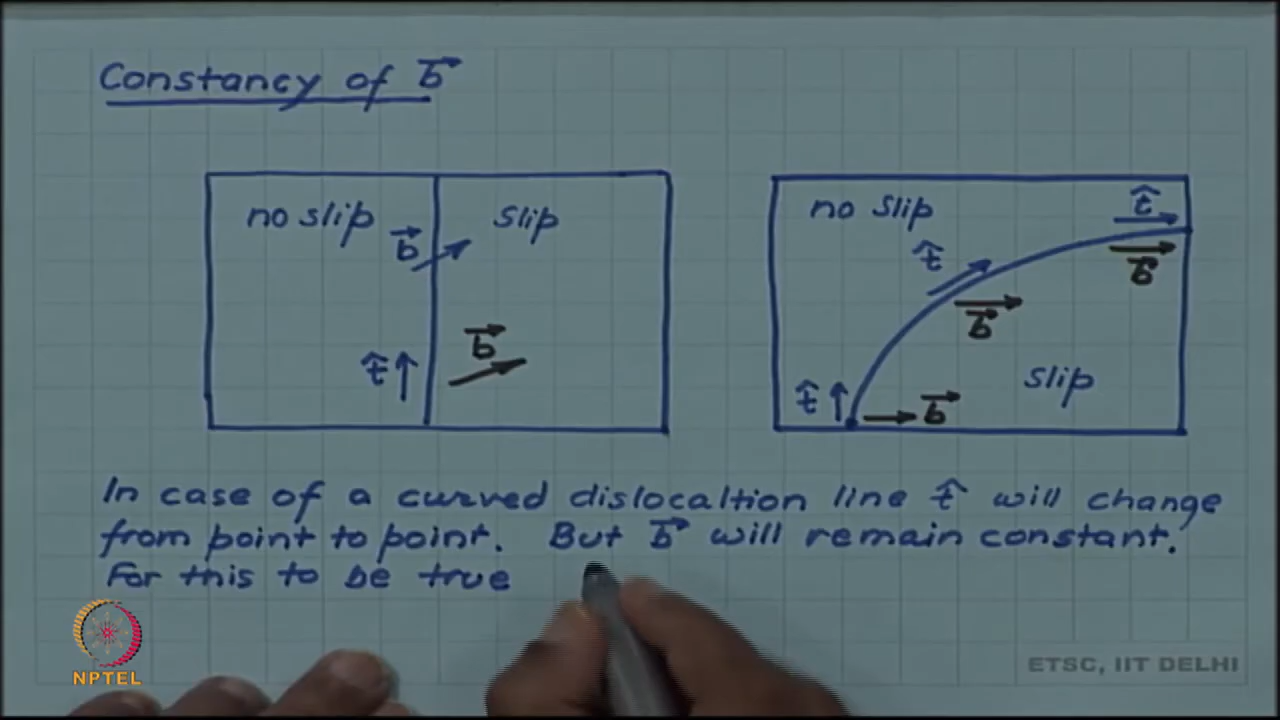 Constancy of b⃗
no slip
slip
b⃗
b⃗
t̂
no slip
t̂
b⃗
t̂
b⃗
slip
t̂
b⃗
In case of a curved dislocaltion line t̂ will change
from point to point. But b⃗ will remain constant.
For this to be true
NPTEL
ETSC, IIT DELHI